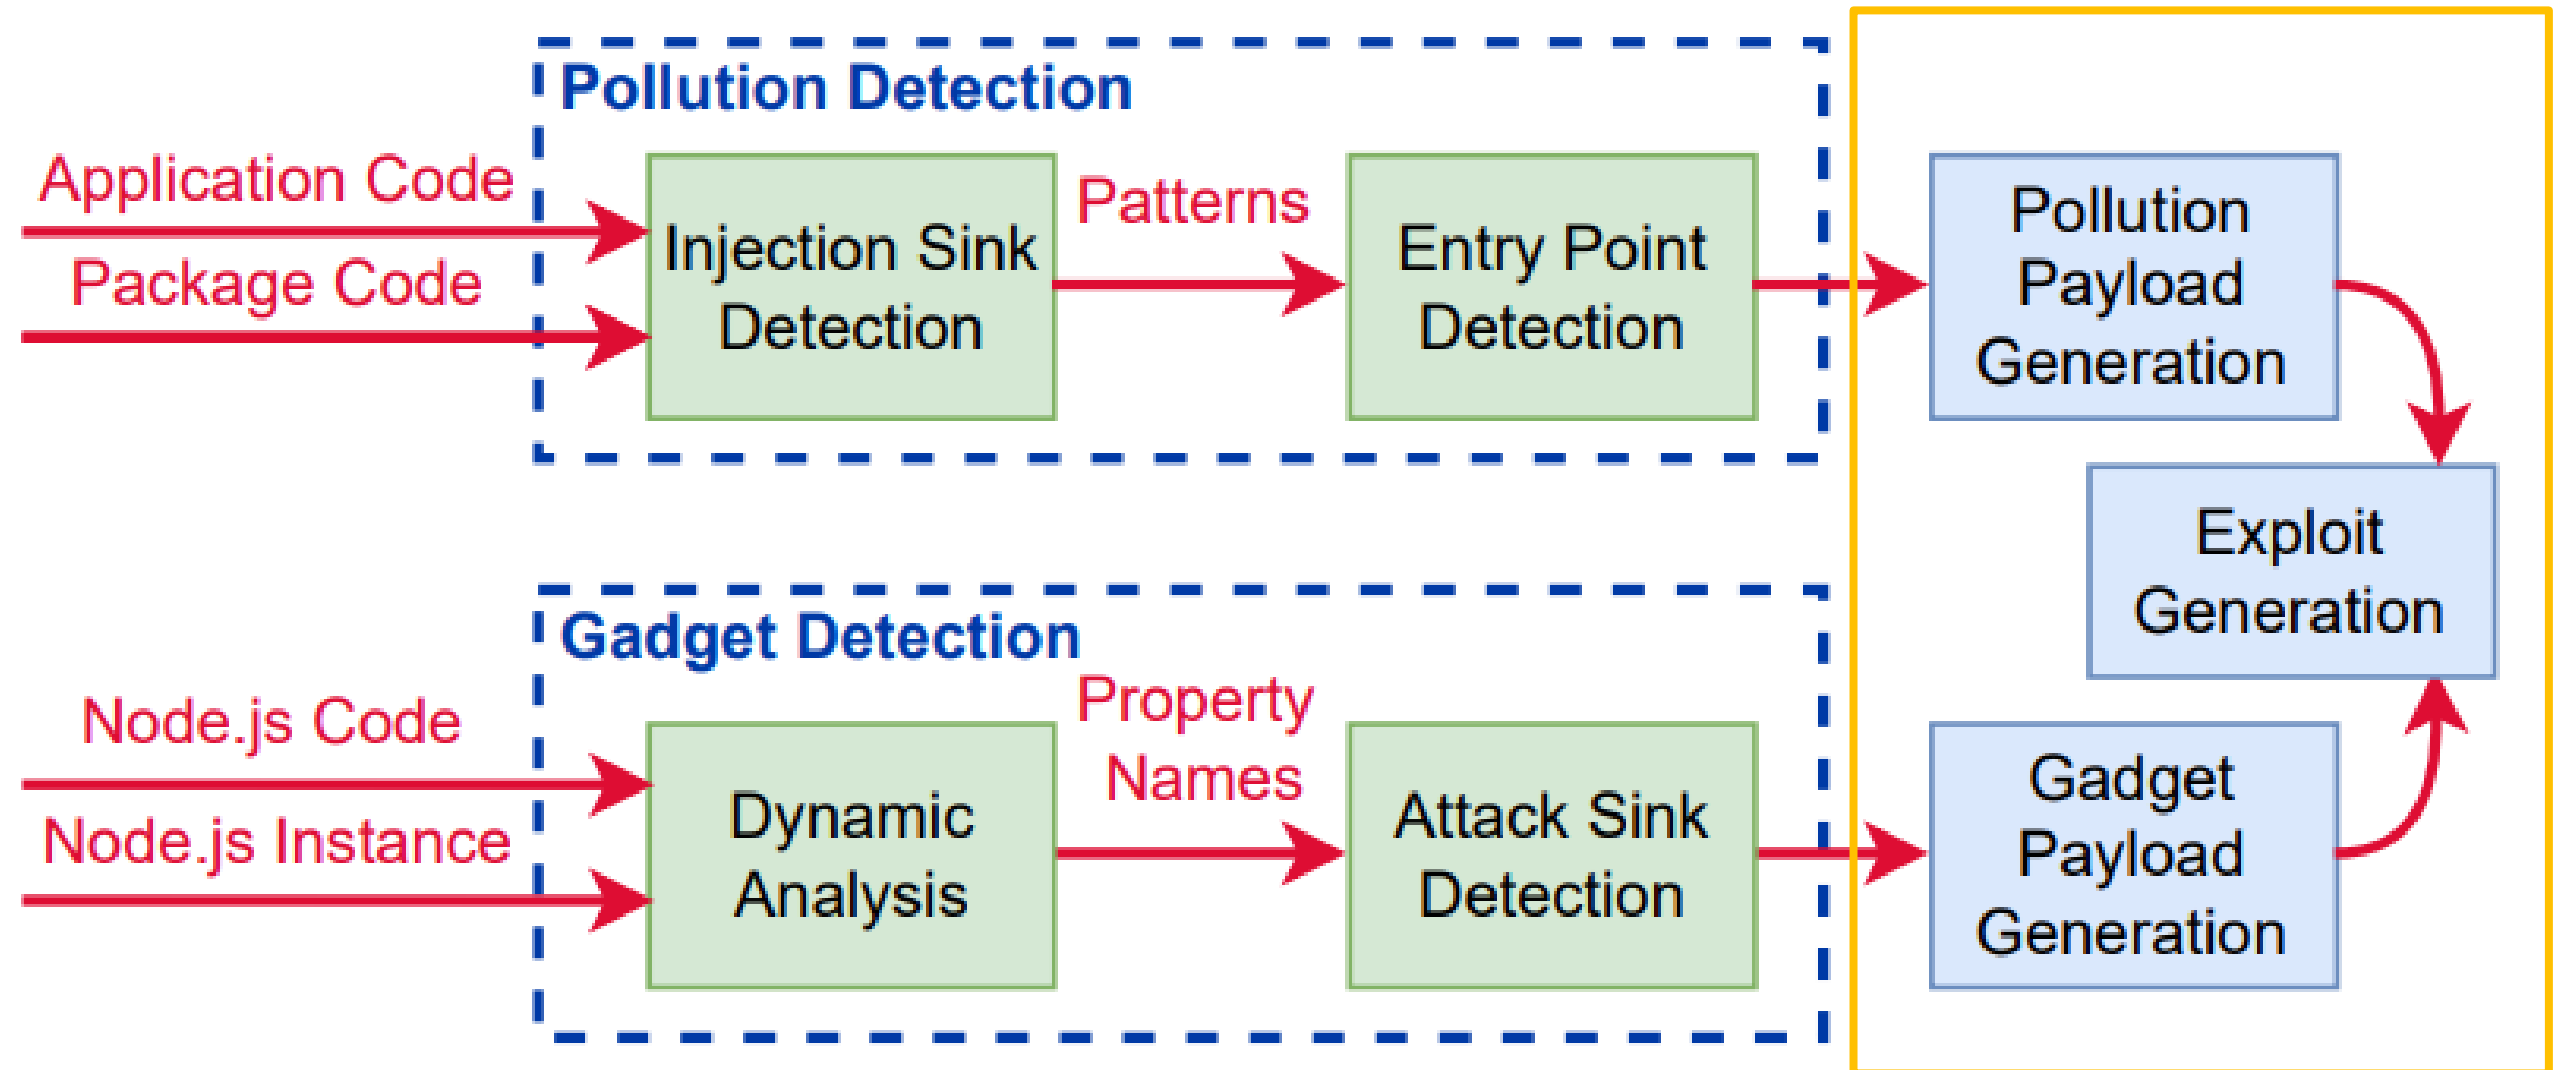 Pollution Detection
Application Code
Package Code
Injection Sink
Detection
Patterns
Entry Point
Detection
Pollution
Payload
Generation
Exploit
Generation
Gadget Detection
Node.js Code
Node.js Instance
Dynamic
Analysis
Property
Names
Attack Sink
Detection
Gadget
Payload
Generation